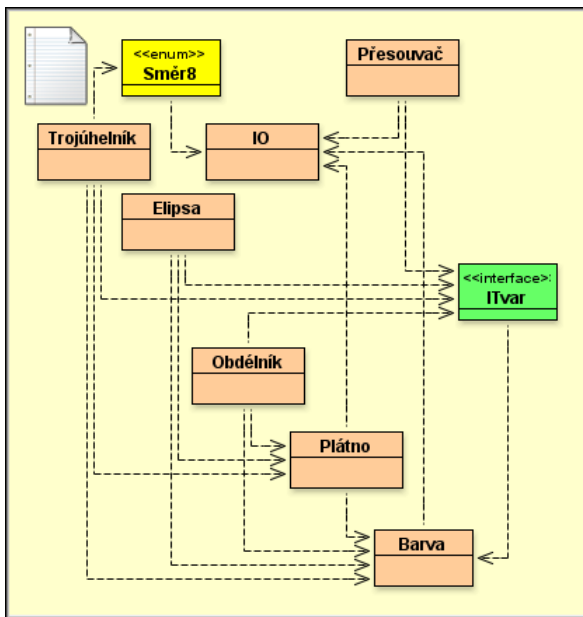 <<enum>>
Směr8
Přesouvač
Trojúhelník
IO
Elipsa
<<interface>:
ITvar
Obdélník
Plátno
Barva